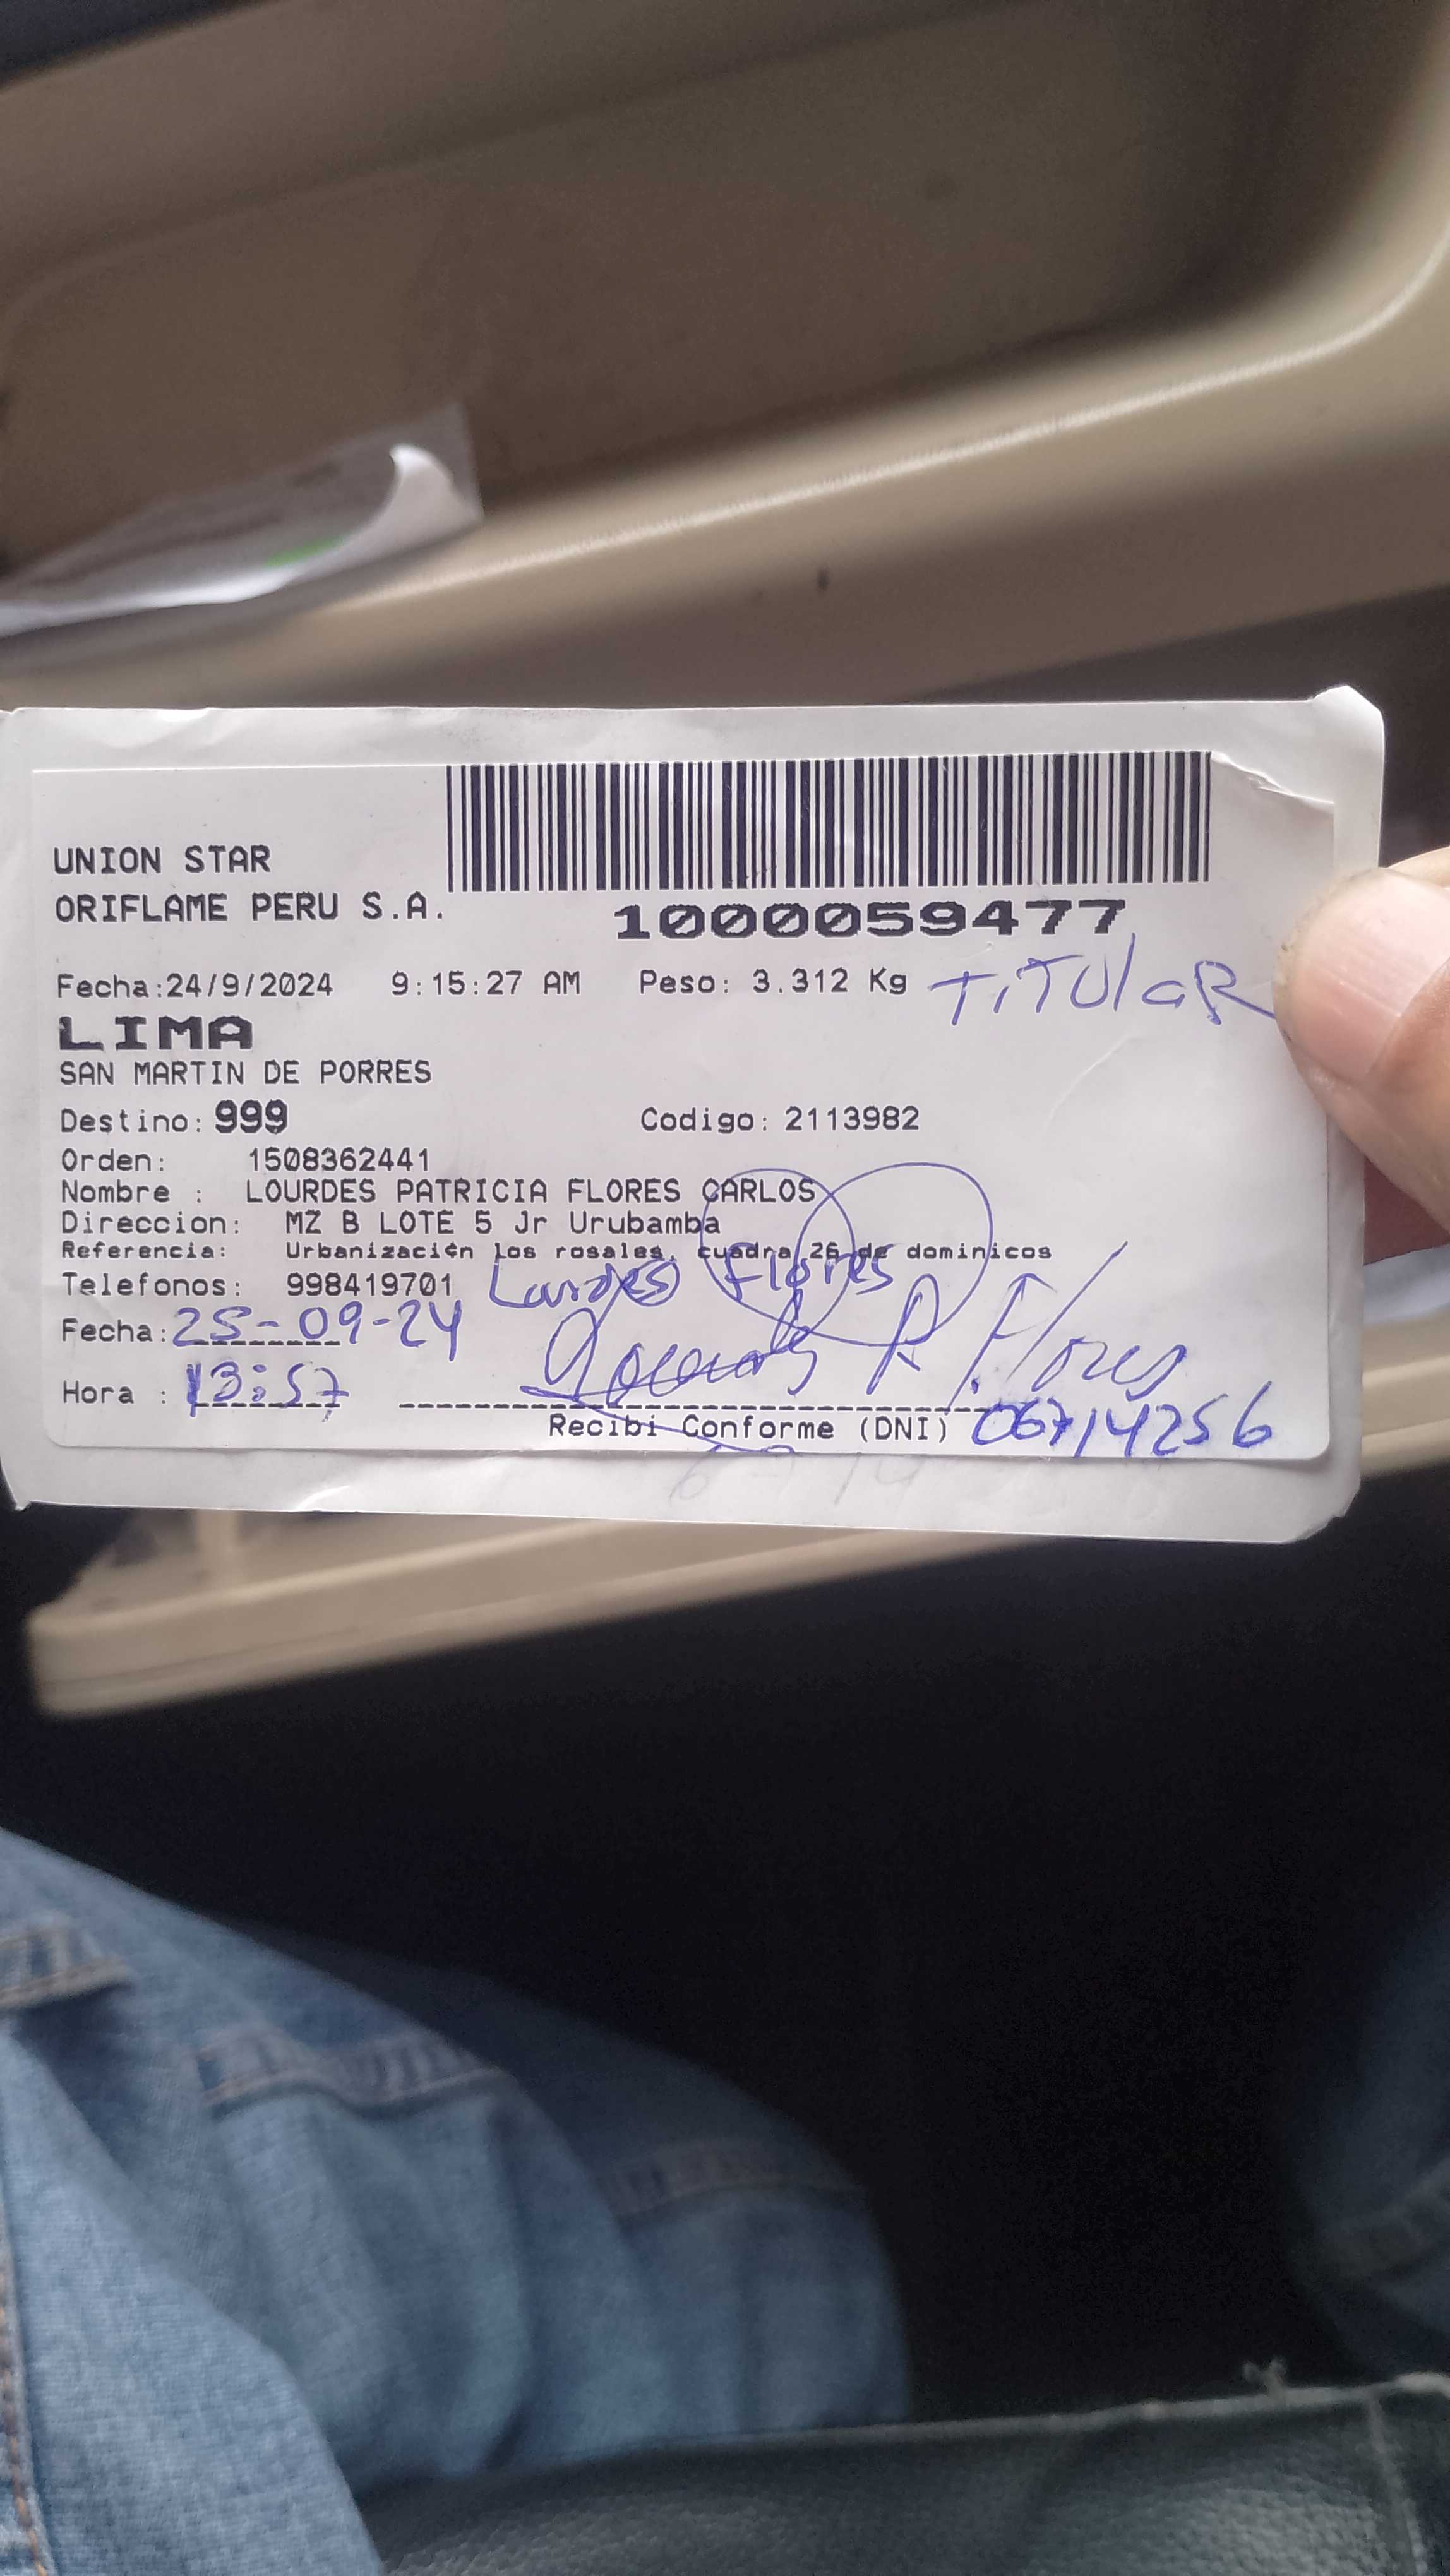 UNION STAR
ORIFLAME PERU S.A.
1000059477
Fecha:24/9/2024 9:15:27 AM Peso: 3.312 Kg TiTUlaR
LIMA
SAN MARTIN DE PORRES
Destino: 999 Codigo: 2113982
Orden: 1508362441
Nombre : LOURDES PATRICIA FLORES CARLOS
Direccion: MZ B LOTE 5 Jr Urubamba
Referencia: Urbanizaci¢n los rosales, cuadra 26 de dominicos
Telefonos: 998419701 Lourdes Flores
Fecha: 25-09-24
Hora : 13:57 P. Flores
Recibi Conforme (DNI) 06714256